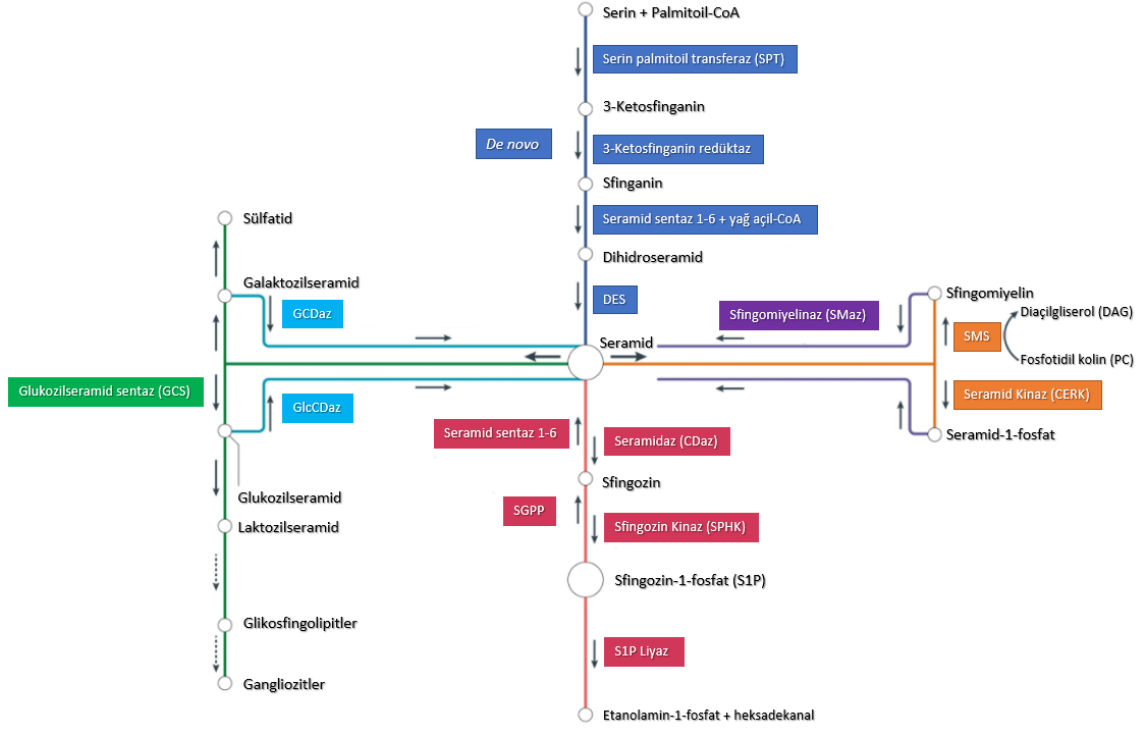 Serin + Palmitoil-CoA
Serin palmitoil transferaz (SPT)
3-Ketosfinganin
De novo
3-Ketosfinganin redüktaz
Sfinganin
Seramid sentaz 1-6 + yağ açil-CoA
Dihidroseramid
DES
Seramid
Sülfatid
Galaktozilseramid
GCDaz
Glukozilseramid sentaz (GCS)
GlcCDaz
Glukozilseramid
Laktozilseramid
Glikosfingolipitler
Gangliozitler
Sfingomiyelinaz (SMaz)
Sfingomiyelin
Diaçilgliserol (DAG)
SMS
Fosfotidil kolin (PC)
Seramid Kinaz (CERK)
Seramid-1-fosfat
Seramid sentaz 1-6
Seramidaz (CDaz)
Sfingozin
SGPP
Sfingozin Kinaz (SPHK)
Sfingozin-1-fosfat (S1P)
S1P Liyaz
Etanolamin-1-fosfat + heksadekanal